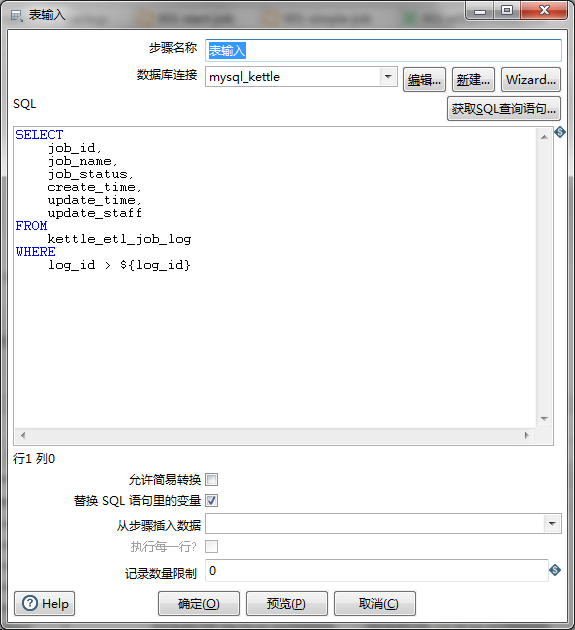 表输入
步骤名称
表输入
数据库连接
mysql_kettle
编辑...
新建...
Wizard...
SQL
获取SQL查询语句...
SELECT
job_id,
job_name,
job_status,
create_time,
update_time,
update_staff
FROM
kettle_etl_job_log
WHERE
log_id > ${log_id}
行1 列0
允许简易转换
替换 SQL 语句里的变量
从步骤插入数据
执行每一行?
记录数量限制
0
Help
确定(O)
预览(P)
取消(C)